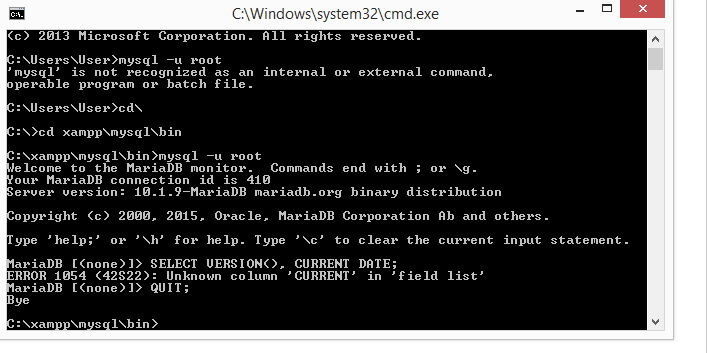 C:\Windows\system32\cmd.exe
(c) 2013 Microsoft Corporation. All rights reserved.
C:\Users\User>mysql -u root
'mysql' is not recognized as an internal or external command,
operable program or batch file.
C:\Users\User>cd\
C:\>cd xampp\mysql\bin
C:\xampp\mysql\bin>mysql -u root
Welcome to the MariaDB monitor.  Commands end with ; or \g.
Your MariaDB connection id is 410
Server version: 10.1.9-MariaDB mariadb.org binary distribution
Copyright (c) 2000, 2015, Oracle, MariaDB Corporation Ab and others.
Type 'help;' or '\h' for help. Type '\c' to clear the current input statement.
MariaDB [(none)]> SELECT VERSION(), CURRENT DATE;
ERROR 1054 (42S22): Unknown column 'CURRENT' in 'field list'
MariaDB [(none)]> QUIT;
Bye
C:\xampp\mysql\bin>